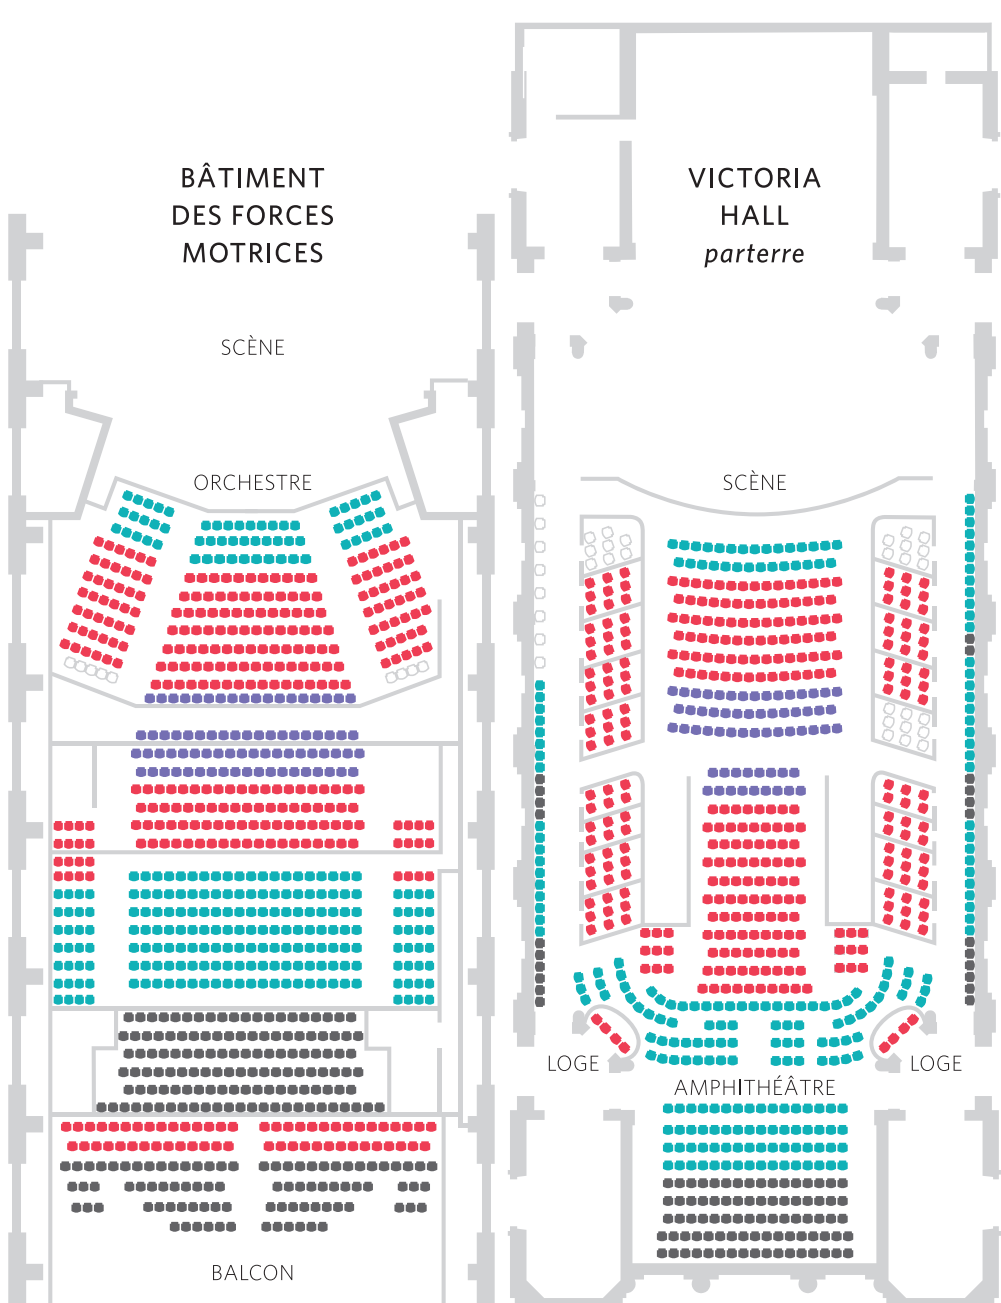 BÂTIMENT
DES FORCES
MOTRICES
SCÈNE
ORCHESTRE
BALCON
VICTORIA
HALL
parterre
SCÈNE
LOGE
LOGE
AMPHITHÉÂTRE